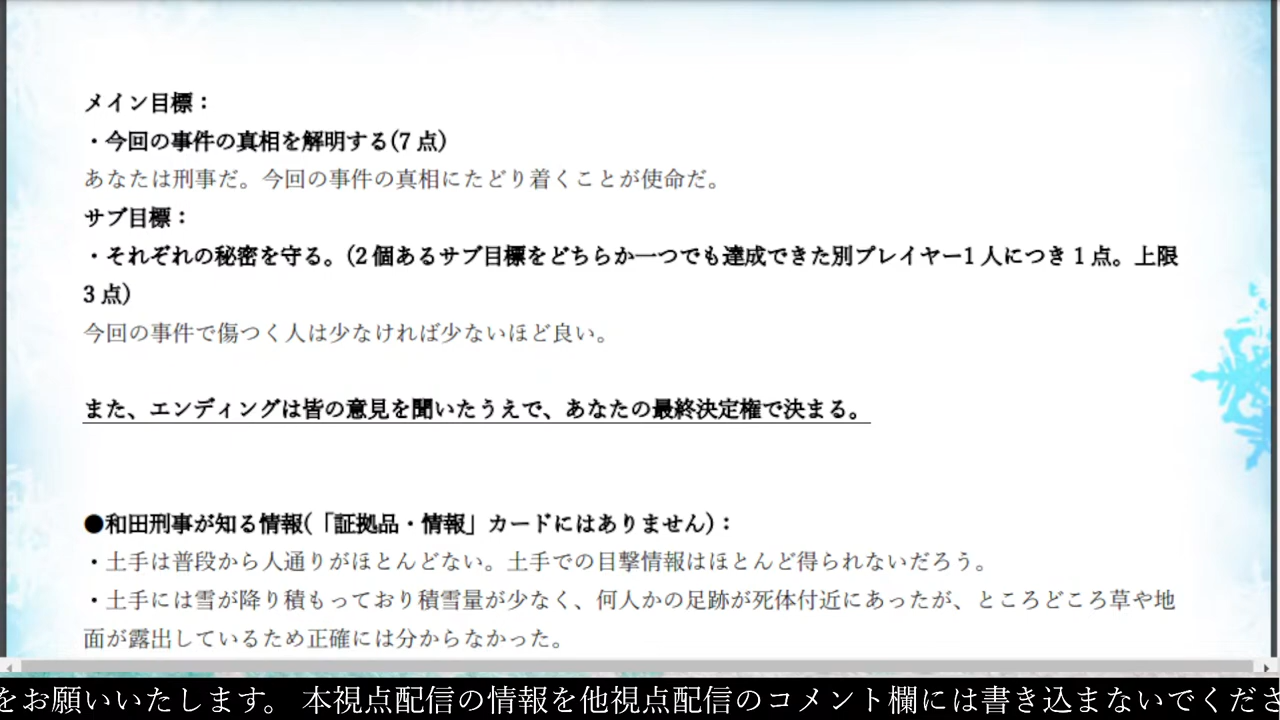 メイン目標：
・今回の事件の真相を解明する(7 点)
あなたは刑事だ。今回の事件の真相にたどり着くことが使命だ。
サブ目標：
・それぞれの秘密を守る。(2 個あるサブ目標をどちらか一つでも達成できた別プレイヤー1 人につき 1 点。上限
3 点)
今回の事件で傷つく人は少なければ少ないほど良い。
また、エンディングは皆の意見を聞いたうえで、あなたの最終決定権で決まる。
●和田刑事が知る情報(「証拠品・情報」カードにはありません)：
・土手は普段から人通りがほとんどない。土手での目撃情報はほとんど得られないだろう。
・土手には雪が降り積もっており積雪量が少なく、何人かの足跡が死体付近にあったが、ところどころ草や地
面が露出しているため正確には分からなかった。
をお願いいたします。 本視点配信の情報を他視点配信のコメント欄には書き込まないでくださ